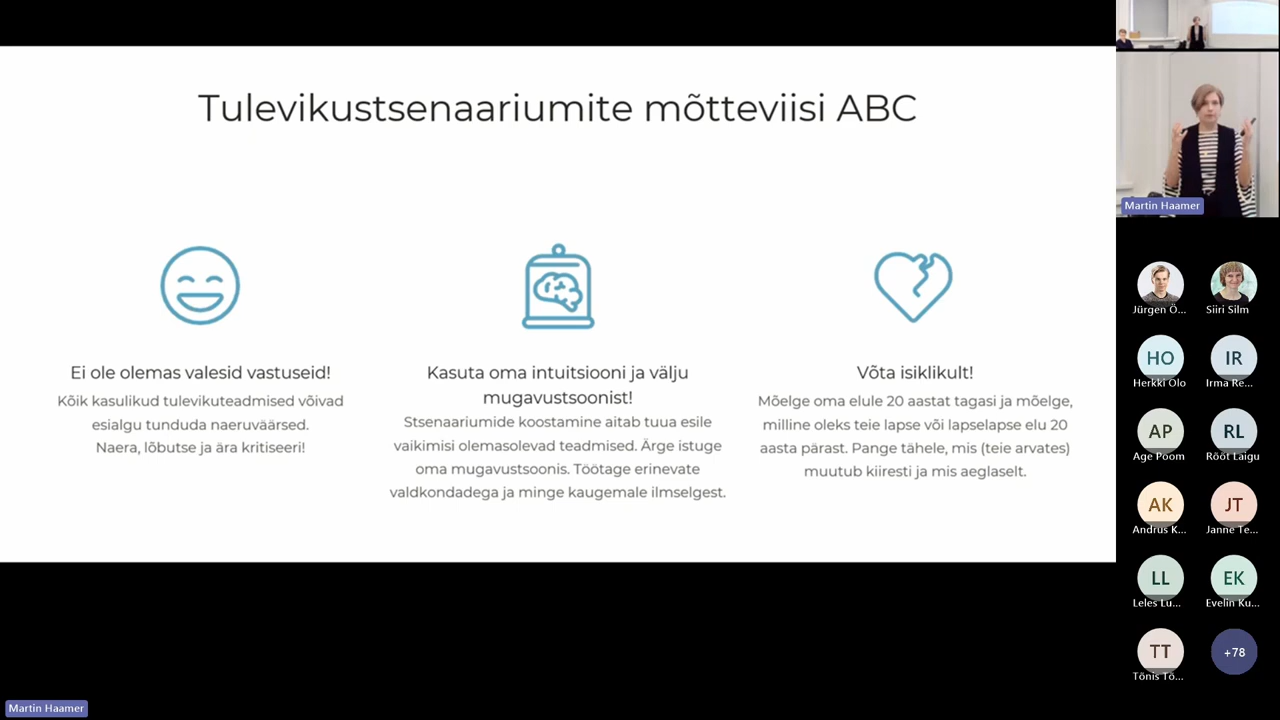 Tulevikustsenaariumite mõtteviisi ABC
Ei ole olemas valesid vastuseid!
Kõik kasulikud tulevikuteadmised võivad
esialgu tunduda naeruväärsed.
Naera, lõbutse ja ära kritiseeri!
Kasuta oma intuitsiooni ja välju
mugavustsoonist!
Stsenaariumide koostamine aitab tuua esile
vaikimisi olemasolevad teadmised. Ärge istuge
oma mugavustsoonis. Töötage erinevate
valdkondadega ja minge kaugemale ilmselgest.
Võta isiklikult!
Mõelge oma elule 20 aastat tagasi ja mõelge,
milline oleks teie lapse või lapselapse elu 20
aasta pärast. Pange tähele, mis (teie arvates)
muutub kiiresti ja mis aeglaselt.
Martin Haamer
Jürgen Ö...
Siiri Silm
HO
IR
Herkki Olo
Irma Re...
AP
RL
Age Poom
Rööt Laigu
AK
JT
Andrus K...
Janne Te...
LL
EK
Leles Lu...
Evelin Ku...
TT
+78
Tõnis Tõ...
Martin Haamer